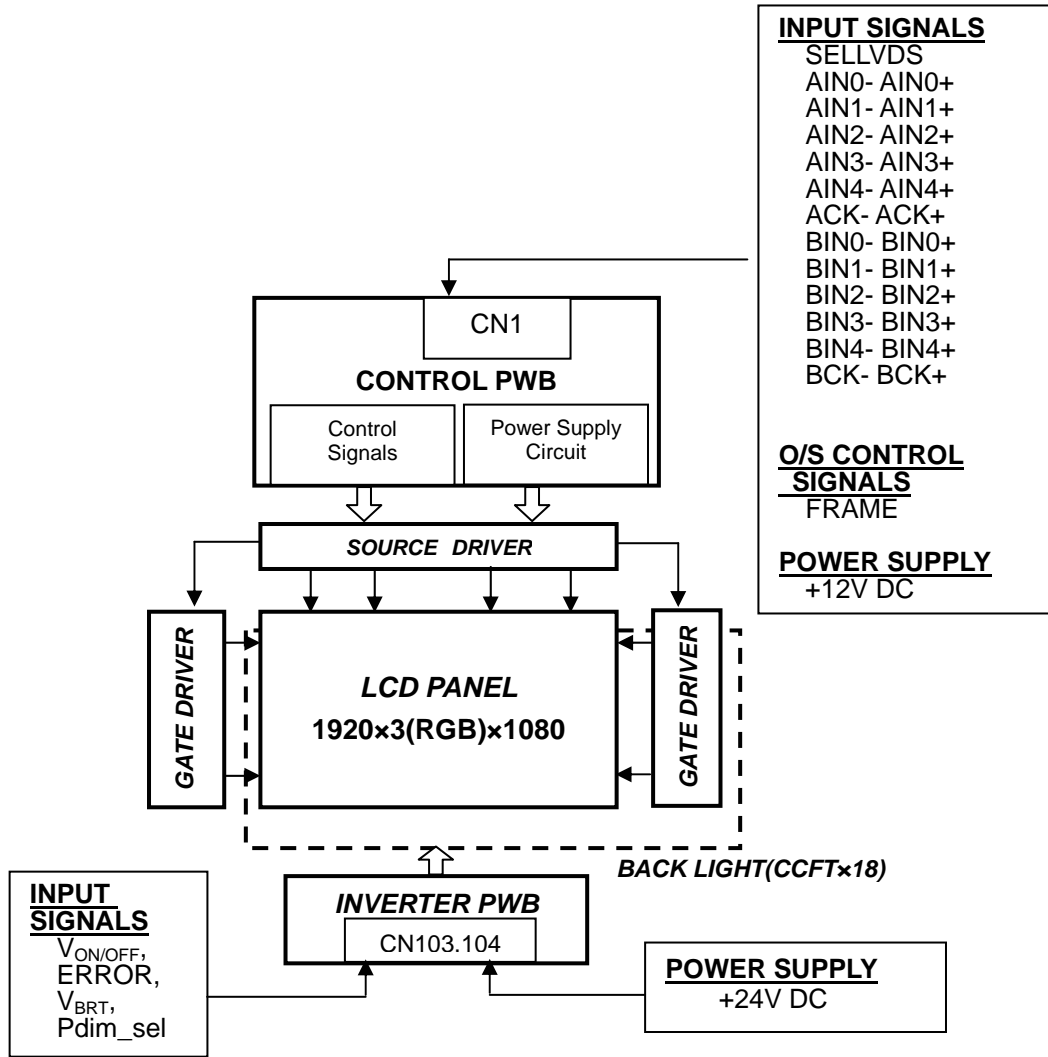 INPUT SIGNALS
SELLVDS
AIN0- AIN0+
AIN1- AIN1+
AIN2- AIN2+
AIN3- AIN3+
AIN4- AIN4+
ACK- ACK+
BIN0- BIN0+
BIN1- BIN1+
BIN2- BIN2+
BIN3- BIN3+
BIN4- BIN4+
BCK- BCK+
O/S CONTROL
SIGNALS
FRAME
POWER SUPPLY
+12V DC
CN1
CONTROL PWB
Control
Signals
Power Supply
Circuit
SOURCE DRIVER
GATE DRIVER
LCD PANEL
1920×3(RGB)×1080
GATE DRIVER
BACK LIGHT(CCFT×18)
INVERTER PWB
CN103.104
INPUT
SIGNALS
VON/OFF,
ERROR,
VBRT,
Pdim_sel
POWER SUPPLY
+24V DC